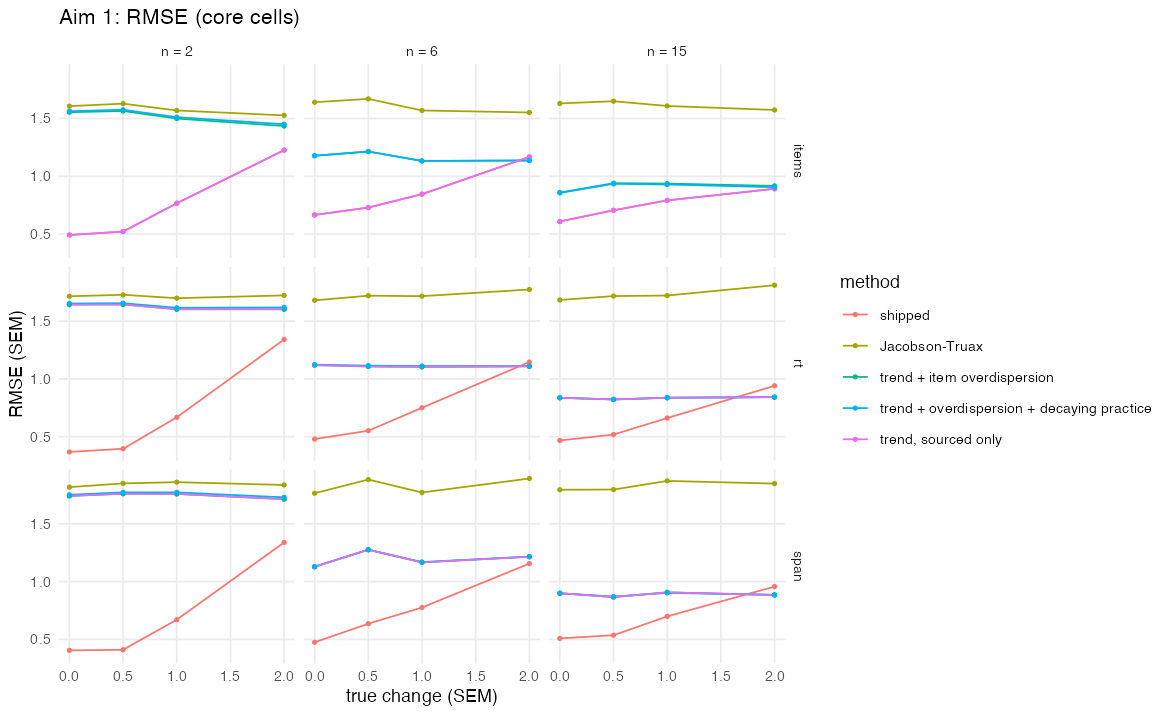 Aim 1: RMSE (core cells)
n = 2
n = 6
n = 15
1.5
1.0
0.5
items
1.5
1.0
0.5
rt
1.5
1.0
0.5
span
0.0 0.5 1.0 1.5 2.0
0.0 0.5 1.0 1.5 2.0
0.0 0.5 1.0 1.5 2.0
true change (SEM)
RMSE (SEM)
method
shipped
Jacobson-Truax
trend + item overdispersion
trend + overdispersion + decaying practice
trend, sourced only